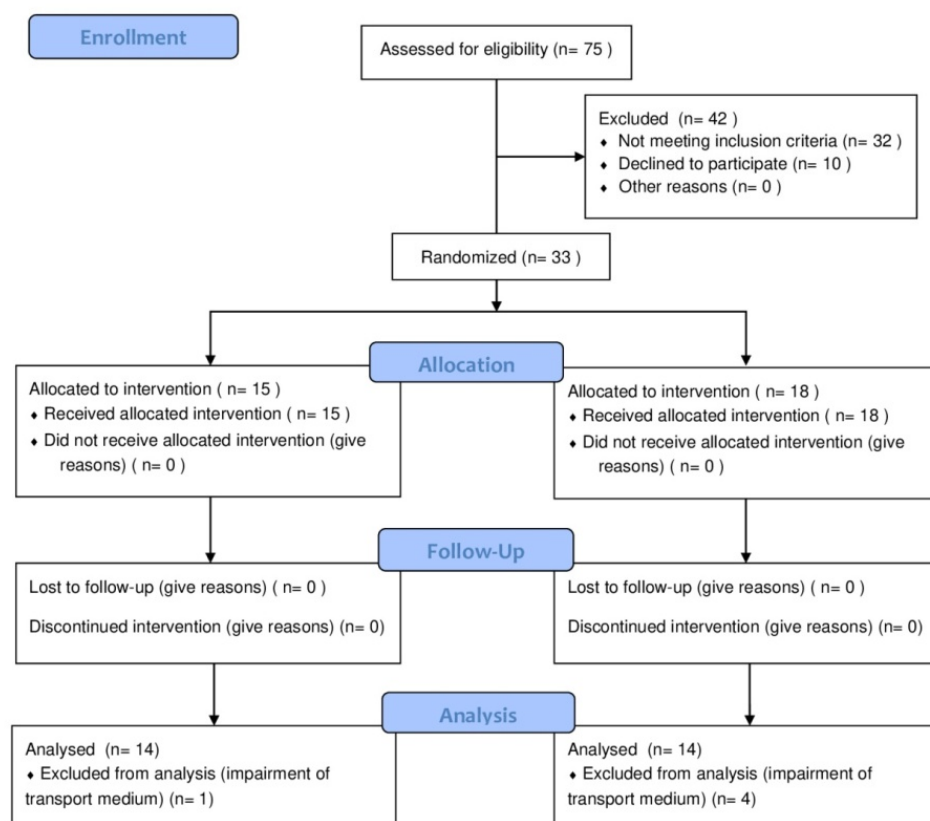 Enrollment
Assessed for eligibility (n= 75 )
Excluded (n= 42 )
♦ Not meeting inclusion criteria (n= 32 )
♦ Declined to participate (n= 10 )
♦ Other reasons (n= 0 )
Randomized (n= 33 )
Allocation
Allocated to intervention ( n= 15 )
♦ Received allocated intervention ( n= 15 )
♦ Did not receive allocated intervention (give
reasons) ( n= 0 )
Allocated to intervention ( n= 18 )
♦ Received allocated intervention ( n= 18 )
♦ Did not receive allocated intervention (give
reasons) ( n= 0 )
Follow-Up
Lost to follow-up (give reasons) ( n= 0 )
Discontinued intervention (give reasons) (n= 0)
Lost to follow-up (give reasons) ( n= 0 )
Discontinued intervention (give reasons) (n= 0)
Analysis
Analysed (n= 14)
♦ Excluded from analysis (impairment of
transport medium) (n= 1)
Analysed (n= 14)
♦ Excluded from analysis (impairment of
transport medium) (n= 4)